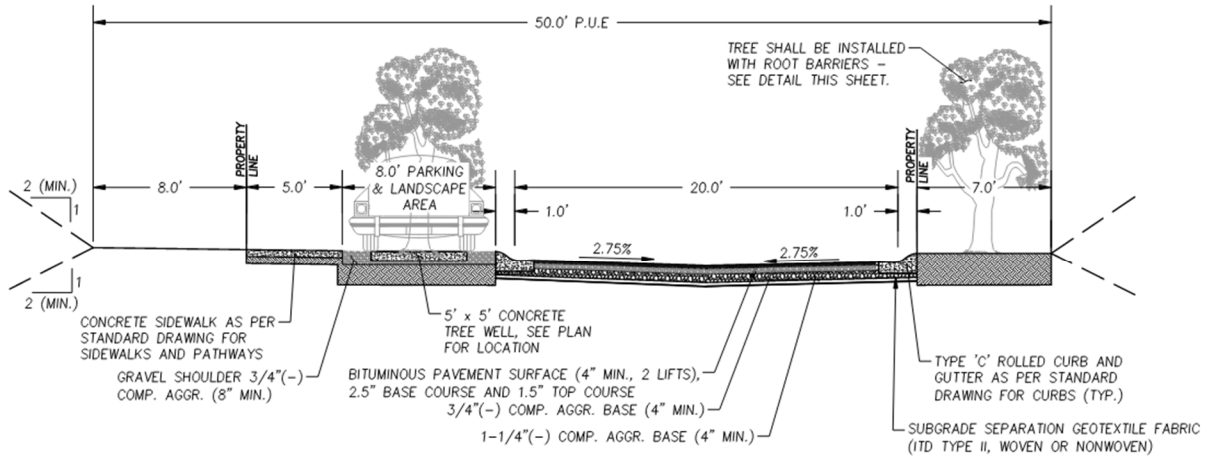 50.0' P.U.E
TREE SHALL BE INSTALLED
WITH ROOT BARRIERS –
SEE DETAIL THIS SHEET.
PROPERTY
LINE
PROPERTY
LINE
2 (MIN.)
1
8.0'
5.0'
8.0' PARKING
& LANDSCAPE
AREA
1.0'
20.0'
1.0'
7.0'
2.75%
2.75%
1
2 (MIN.)
CONCRETE SIDEWALK AS PER
STANDARD DRAWING FOR
SIDEWALKS AND PATHWAYS
GRAVEL SHOULDER 3/4"(-)
COMP. AGGR. (8" MIN.)
5' x 5' CONCRETE
TREE WELL, SEE PLAN
FOR LOCATION
BITUMINOUS PAVEMENT SURFACE (4" MIN., 2 LIFTS),
2.5" BASE COURSE AND 1.5" TOP COURSE
3/4"(-) COMP. AGGR. BASE (4" MIN.)
1-1/4"(-) COMP. AGGR. BASE (4" MIN.)
TYPE 'C' ROLLED CURB AND
GUTTER AS PER STANDARD
DRAWING FOR CURBS (TYP.)
SUBGRADE SEPARATION GEOTEXTILE FABRIC
(ITD TYPE II, WOVEN OR NONWOVEN)